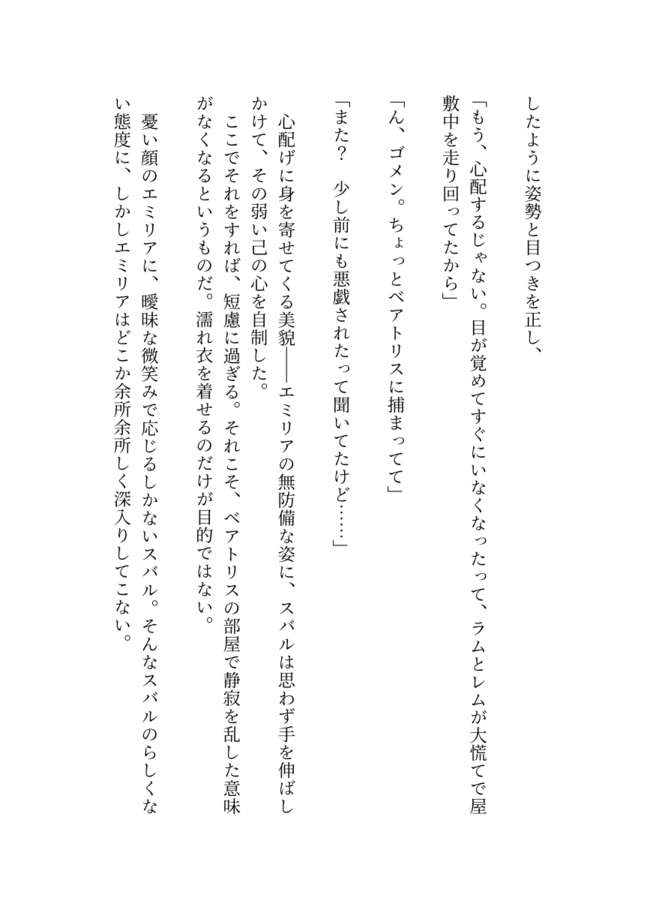 したように姿勢と目つきを正し、
「もう、心配するじゃない。目が覚めてすぐにいなくなったって、ラムとレムが大慌てで屋
敷中を走り回ってたから」
「ん、ゴメン。ちょっとベアトリスに捕まってて」
「また？　少し前にも悪戯されたって聞いてたけど……」
　心配げに身を寄せてくる美貌――エミリアの無防備な姿に、スバルは思わず手を伸ばし
かけて、その弱い己の心を自制した。
　ここでそれをすれば、短慮に過ぎる。それこそ、ベアトリスの部屋で静寂を乱した意味
がなくなるというものだ。濡れ衣を着せるのだけが目的ではない。
　憂い顔のエミリアに、曖昧な微笑みで応じるしかないスバル。そんなスバルのらしくな
い態度に、しかしエミリアはどこか余所余所しく深入りしてこない。